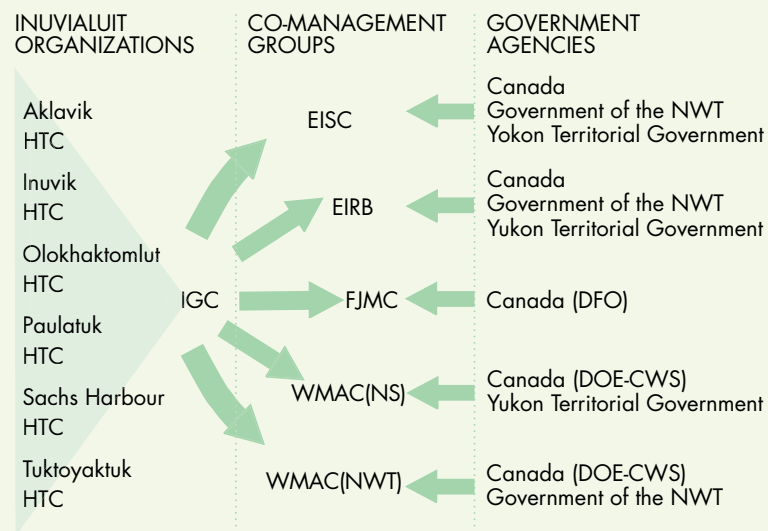 INUVIALUIT
ORGANIZATIONS
Aklavik
HTC
Inuvik
HTC
Olokhaktomlut
HTC
Paulatuk
HTC
Sachs Harbour
HTC
Tuktoyaktuk
HTC
IGC
CO-MANAGEMENT
GROUPS
EISC
EIRB
FJMC
WMAC(NS)
WMAC(NWT)
GOVERNMENT
AGENCIES
Canada
Government of the NWT
Yokon Territorial Government
Canada
Government of the NWT
Yukon Territorial Government
Canada (DFO)
Canada (DOE-CWS)
Yukon Territorial Government
Canada (DOE-CWS)
Government of the NWT